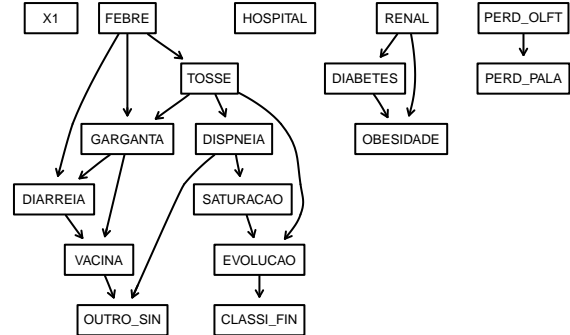 X1 FEBRE HOSPITAL RENAL PERD_OLFT
TOSSE DIABETES PERD_PALA
GARGANTA DISPNEIA OBESIDADE
DIARREIA SATURACAO
VACINA EVOLUCAO
OUTRO_SIN CLASSI_FIN